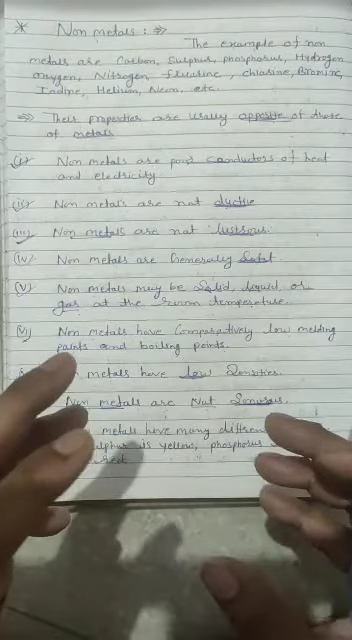 * Non metals : ⇒
The example of non
metals are Carbon, Sulphur, phosphorus, Hydrogen
oxygen, Nitrogen fluorine, chlorine, Bromine,
Iodine, Helium, Neon, etc.
⇒ Their properties are usally opposite of those
of metals
(i) Non metals are poor conductors of heat
and electricity
(ii) Non metals are not ductile
(iii) Non metals are not lustrous.
(iv) Non metals are Generally Soft.
(v) Non metals may be Solid, liquid or
gas at the Room temperature.
(vi) Non metals have Comparatively low melding
points and boiling points.
metals have low Densities.
Non metals are Not Sonorous.
metals have many
is yellow, phosphorus
red